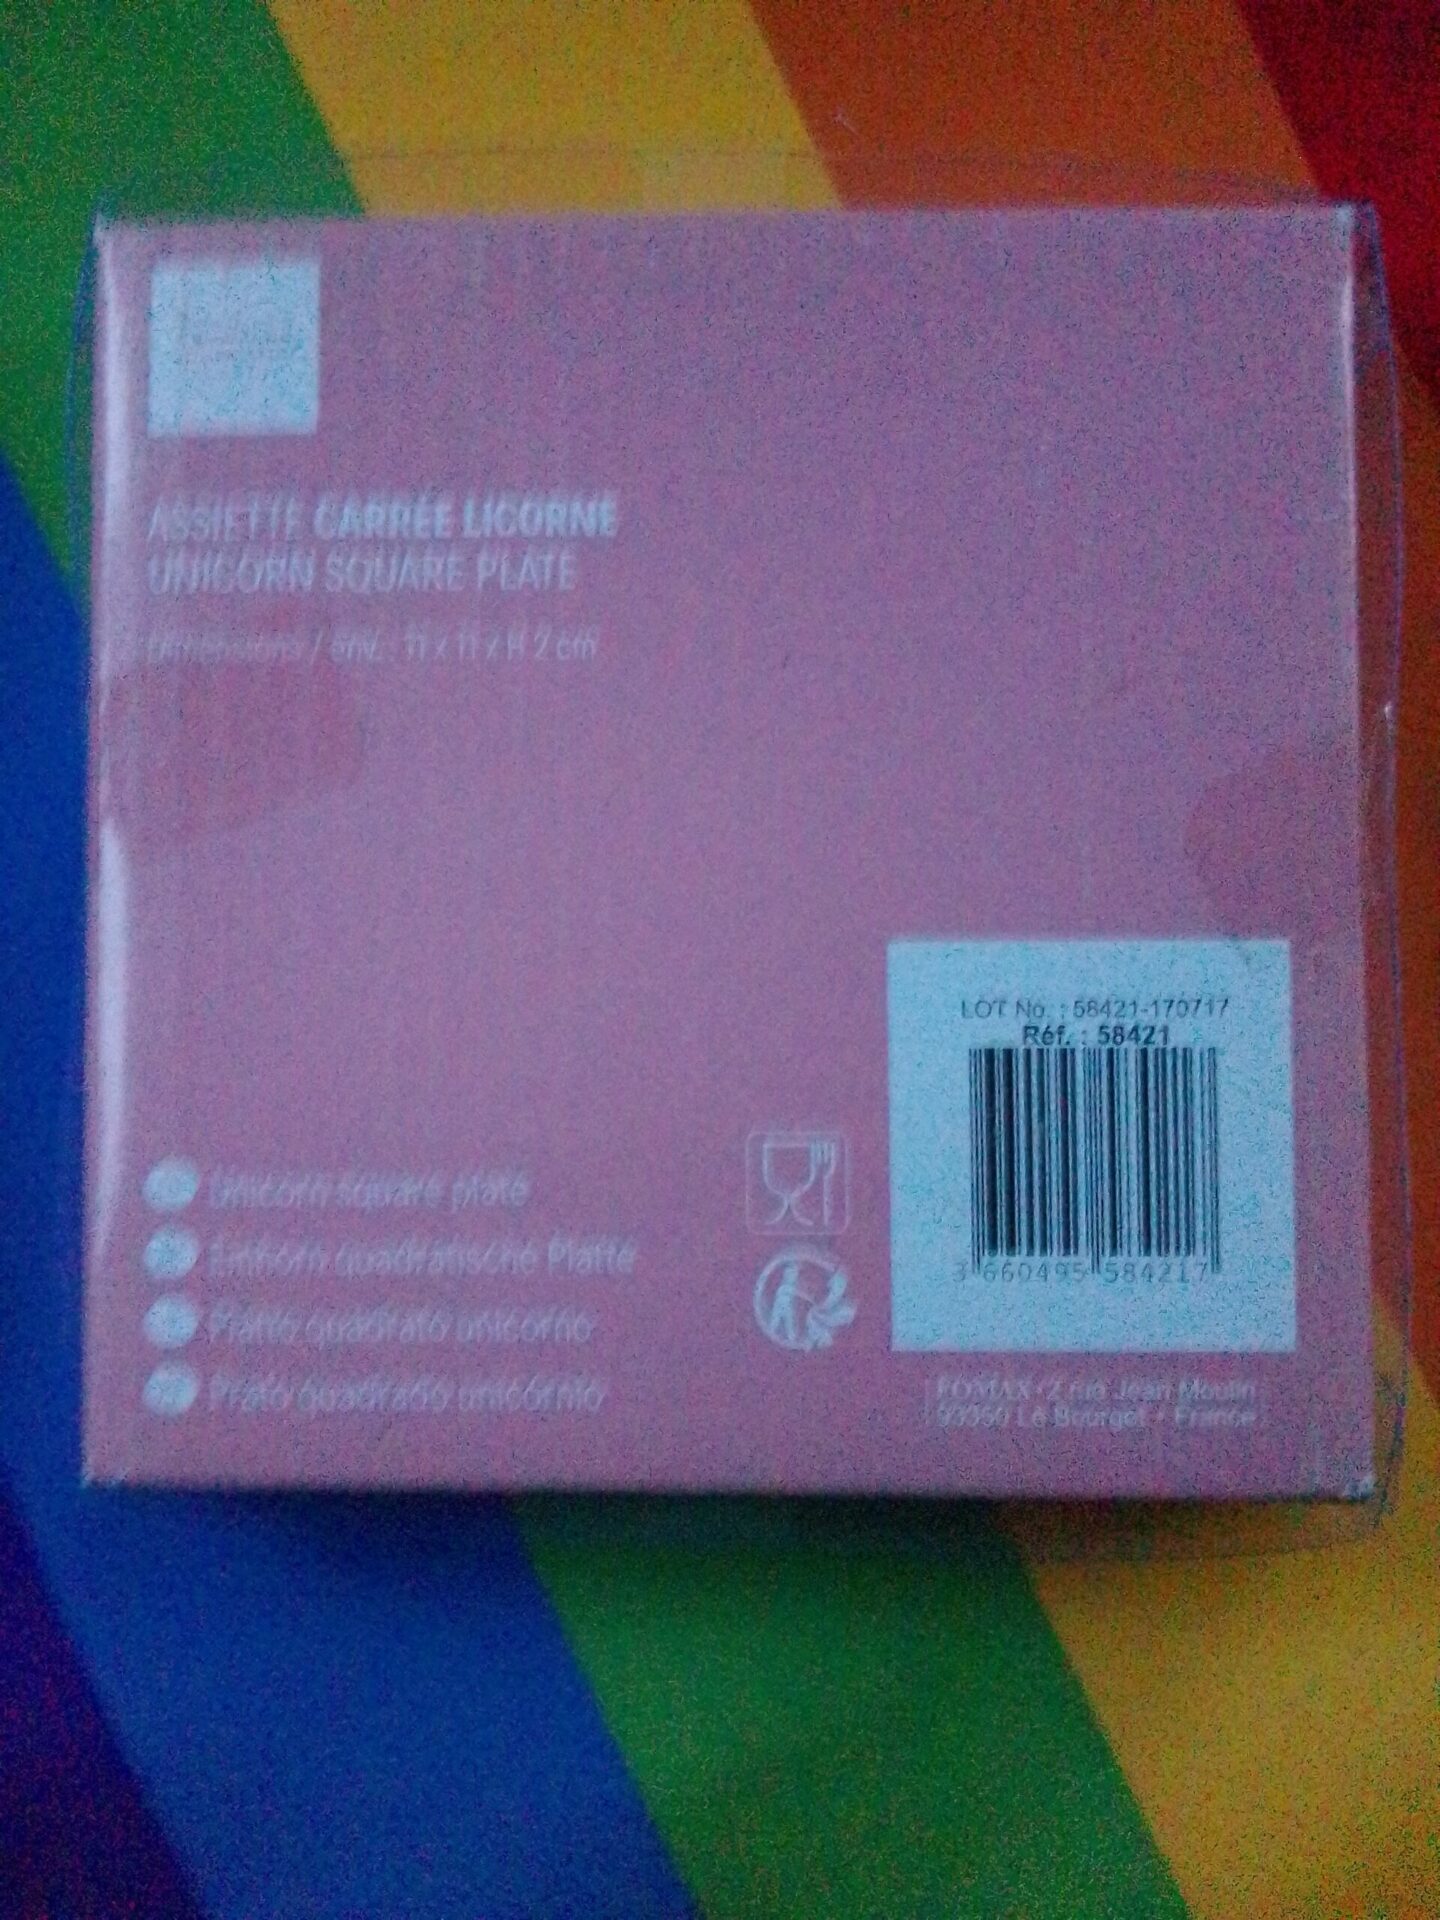 ASSIETTE CARRÉE LICORNE
UNICORN SQUARE PLATE
Dimensions / env.: 11 x 11 x H 2 cm
LOT No. : 58421-170717
Réf. : 58421
3 660495 584217
Unicorn square plate
Einhorn quadratische Platte
Piatto quadrato unicorno
Prato quadrado unicórnio
2 rue Jean Moulin
93350 Le Bourget - France